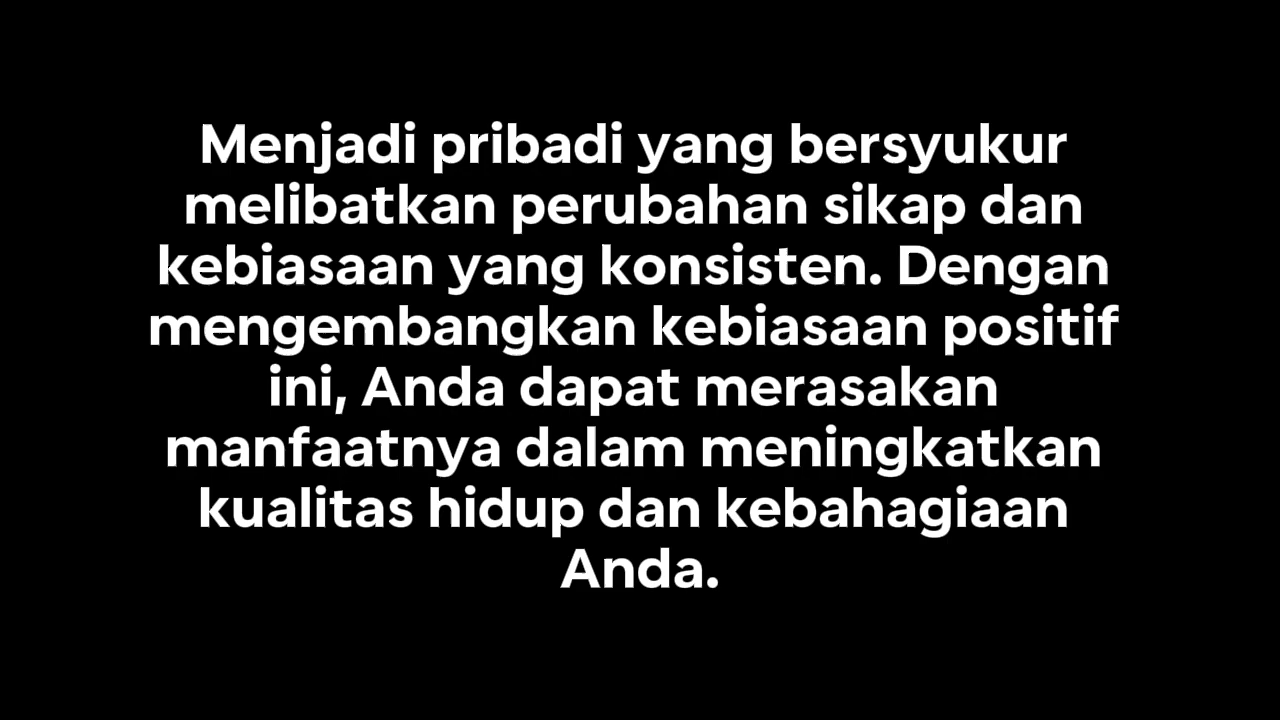 Menjadi pribadi yang bersyukur
melibatkan perubahan sikap dan
kebiasaan yang konsisten. Dengan
mengembangkan kebiasaan positif
ini, Anda dapat merasakan
manfaatnya dalam meningkatkan
kualitas hidup dan kebahagiaan
Anda.